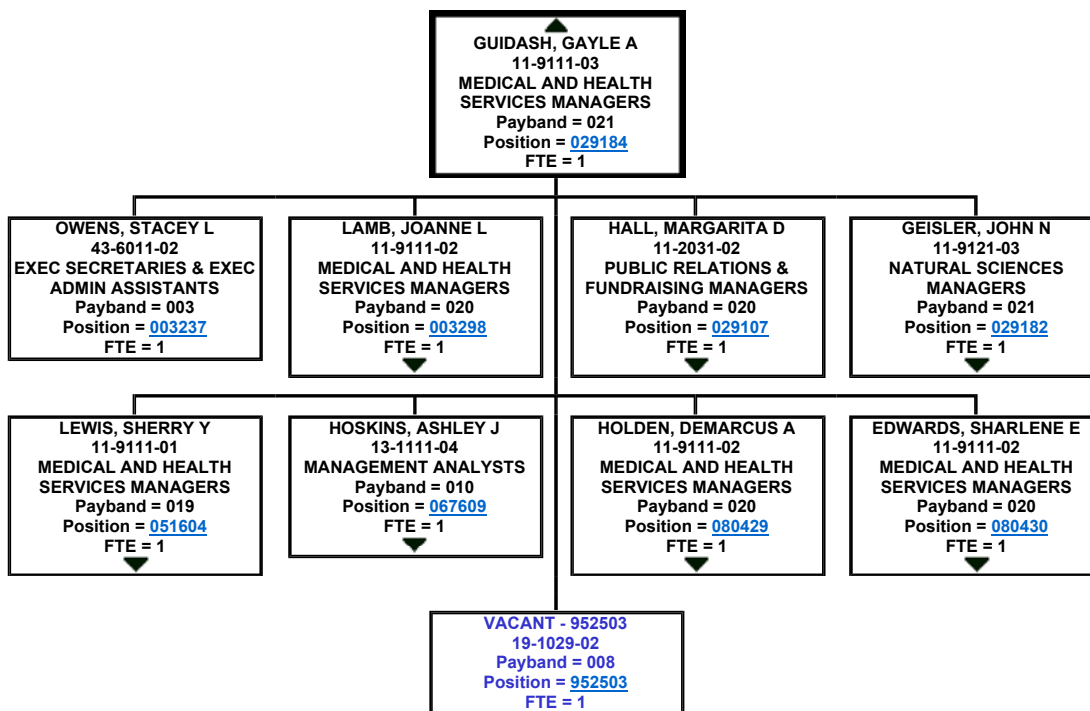 GUIDASH, GAYLE A
11-9111-03
MEDICAL AND HEALTH
SERVICES MANAGERS
Payband = 021
Position = 029184
FTE = 1
OWENS, STACEY L
43-6011-02
EXEC SECRETARIES & EXEC
ADMIN ASSISTANTS
Payband = 003
Position = 003237
FTE = 1
LAMB, JOANNE L
11-9111-02
MEDICAL AND HEALTH
SERVICES MANAGERS
Payband = 020
Position = 003298
FTE = 1
HALL, MARGARITA D
11-2031-02
PUBLIC RELATIONS &
FUNDRAISING MANAGERS
Payband = 020
Position = 029107
FTE = 1
GEISLER, JOHN N
11-9121-03
NATURAL SCIENCES
MANAGERS
Payband = 021
Position = 029182
FTE = 1
LEWIS, SHERRY Y
11-9111-01
MEDICAL AND HEALTH
SERVICES MANAGERS
Payband = 019
Position = 051604
FTE = 1
HOSKINS, ASHLEY J
13-1111-04
MANAGEMENT ANALYSTS
Payband = 010
Position = 067609
FTE = 1
HOLDEN, DEMARCUS A
11-9111-02
MEDICAL AND HEALTH
SERVICES MANAGERS
Payband = 020
Position = 080429
FTE = 1
EDWARDS, SHARLENE E
11-9111-02
MEDICAL AND HEALTH
SERVICES MANAGERS
Payband = 020
Position = 080430
FTE = 1
VACANT - 952503
19-1029-02
Payband = 008
Position = 952503
FTE = 1